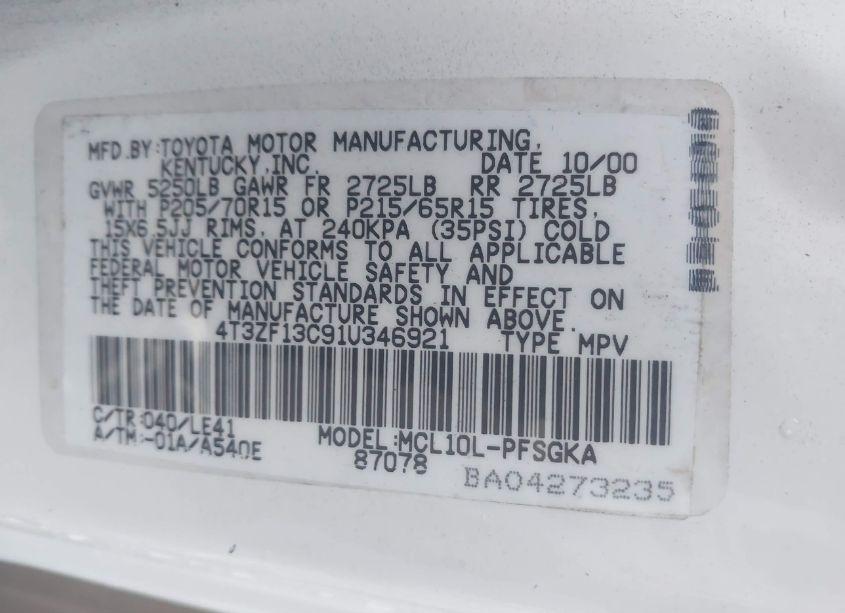 MFD.BY:TOYOTA MOTOR MANUFACTURING,
KENTUCKY,INC. DATE 10/00
GVWR 5250LB GAWR FR 2725LB RR 2725LB
WITH P205/70R15 OR P215/65R15 TIRES,
15X6.5JJ RIMS, AT 240KPA (35PSI) COLD
THIS VEHICLE CONFORMS TO ALL APPLICABLE
FEDERAL MOTOR VEHICLE SAFETY AND
THEFT PREVENTION STANDARDS IN EFFECT ON
THE DATE OF MANUFACTURE SHOWN ABOVE.
4T3ZF13C91U346921 TYPE MPV
C/TR:040/LE41
A/TM:-01A/A540E
MODEL:MCL10L-PFSGKA
87078
BA04273235